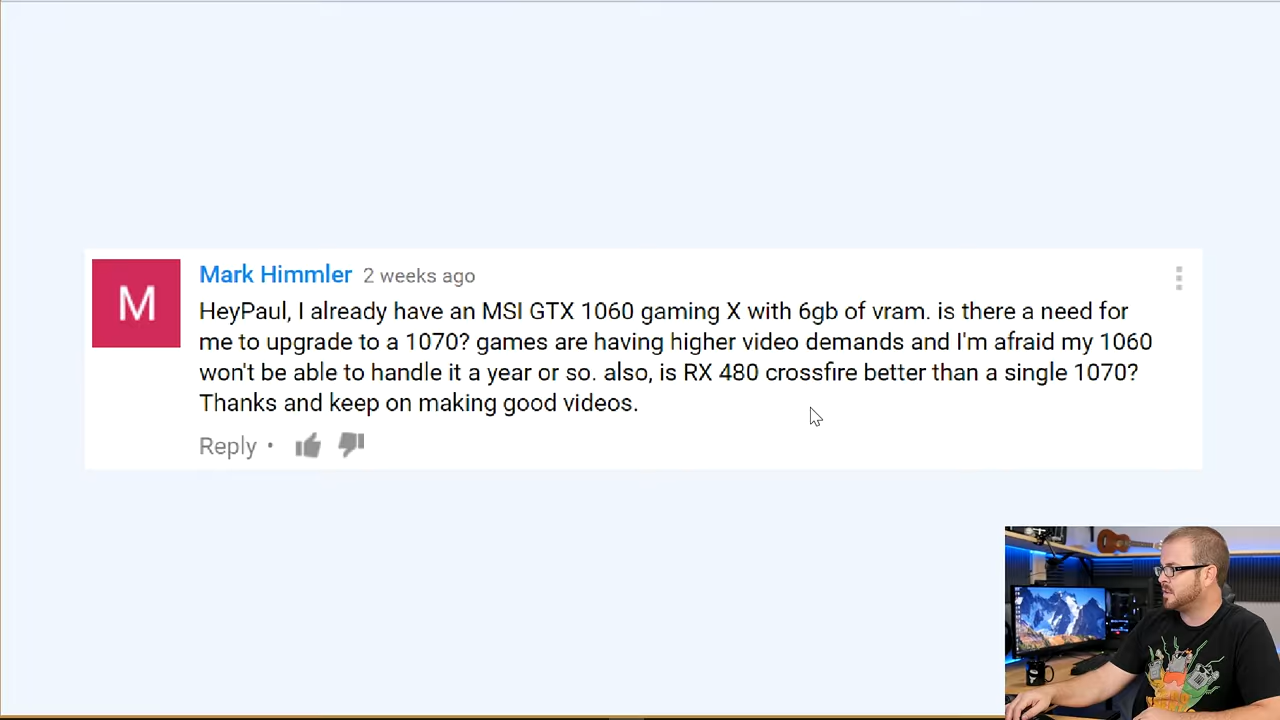 Mark Himmler 2 weeks ago
HeyPaul, I already have an MSI GTX 1060 gaming X with 6gb of vram. is there a need for
me to upgrade to a 1070? games are having higher video demands and I'm afraid my 1060
won't be able to handle it a year or so. also, is RX 480 crossfire better than a single 1070?
Thanks and keep on making good videos.
Reply •
M